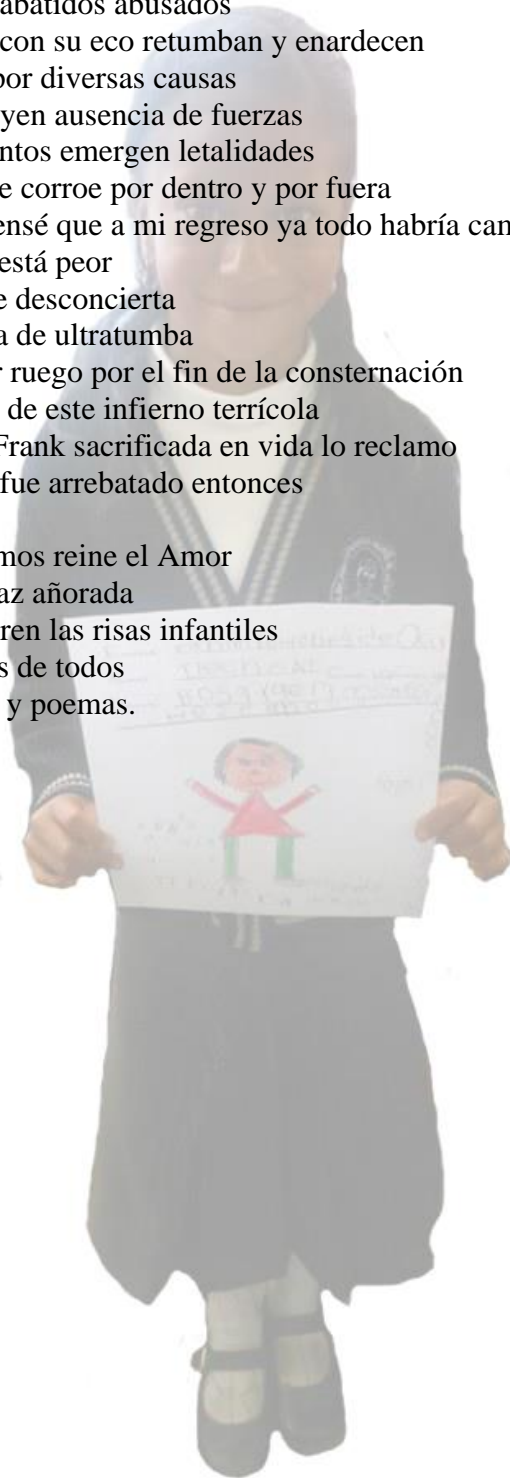 abatidos abusados
con su eco retumban y enardecen
por diversas causas
yen ausencia de fuerzas
ntos emergen letalidades
e corroe por dentro y por fuera
ensé que a mi regreso ya todo habría can
está peor
e desconcierta
a de ultratumba
r ruego por el fin de la consternación
de este infierno terrícola
Frank sacrificada en vida lo reclamo
fue arrebatado entonces
mos reine el Amor
az añorada
ren las risas infantiles
s de todos
y poemas.